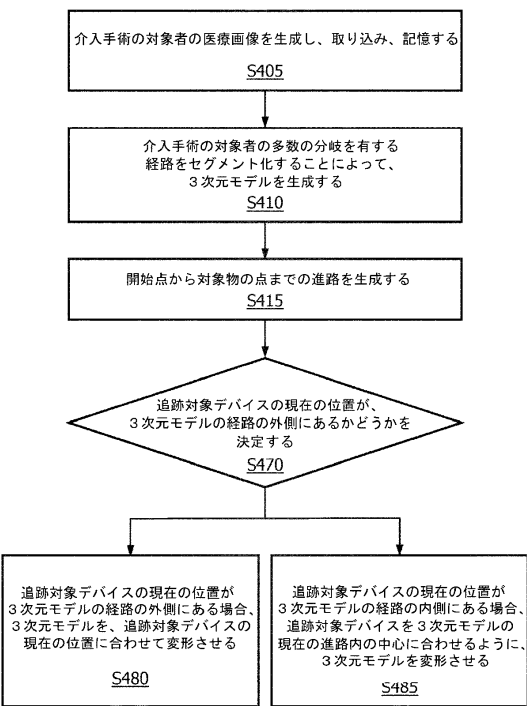 介入手術の対象者の医療画像を生成し、取り込み、記憶する
S405
介入手術の対象者の多数の分岐を有する
経路をセグメント化することによって、
３次元モデルを生成する
S410
開始点から対象物の点までの進路を生成する
S415
追跡対象デバイスの現在の位置が、
３次元モデルの経路の外側にあるかどうかを
決定する
S470
追跡対象デバイスの現在の位置が
３次元モデルの経路の外側にある場合、
３次元モデルを、追跡対象デバイスの
現在の位置に合わせて変形させる
S480
追跡対象デバイスの現在の位置が
３次元モデルの経路の内側にある場合、
追跡対象デバイスを３次元モデルの
現在の進路内の中心に合わせるように、
３次元モデルを変形させる
S485